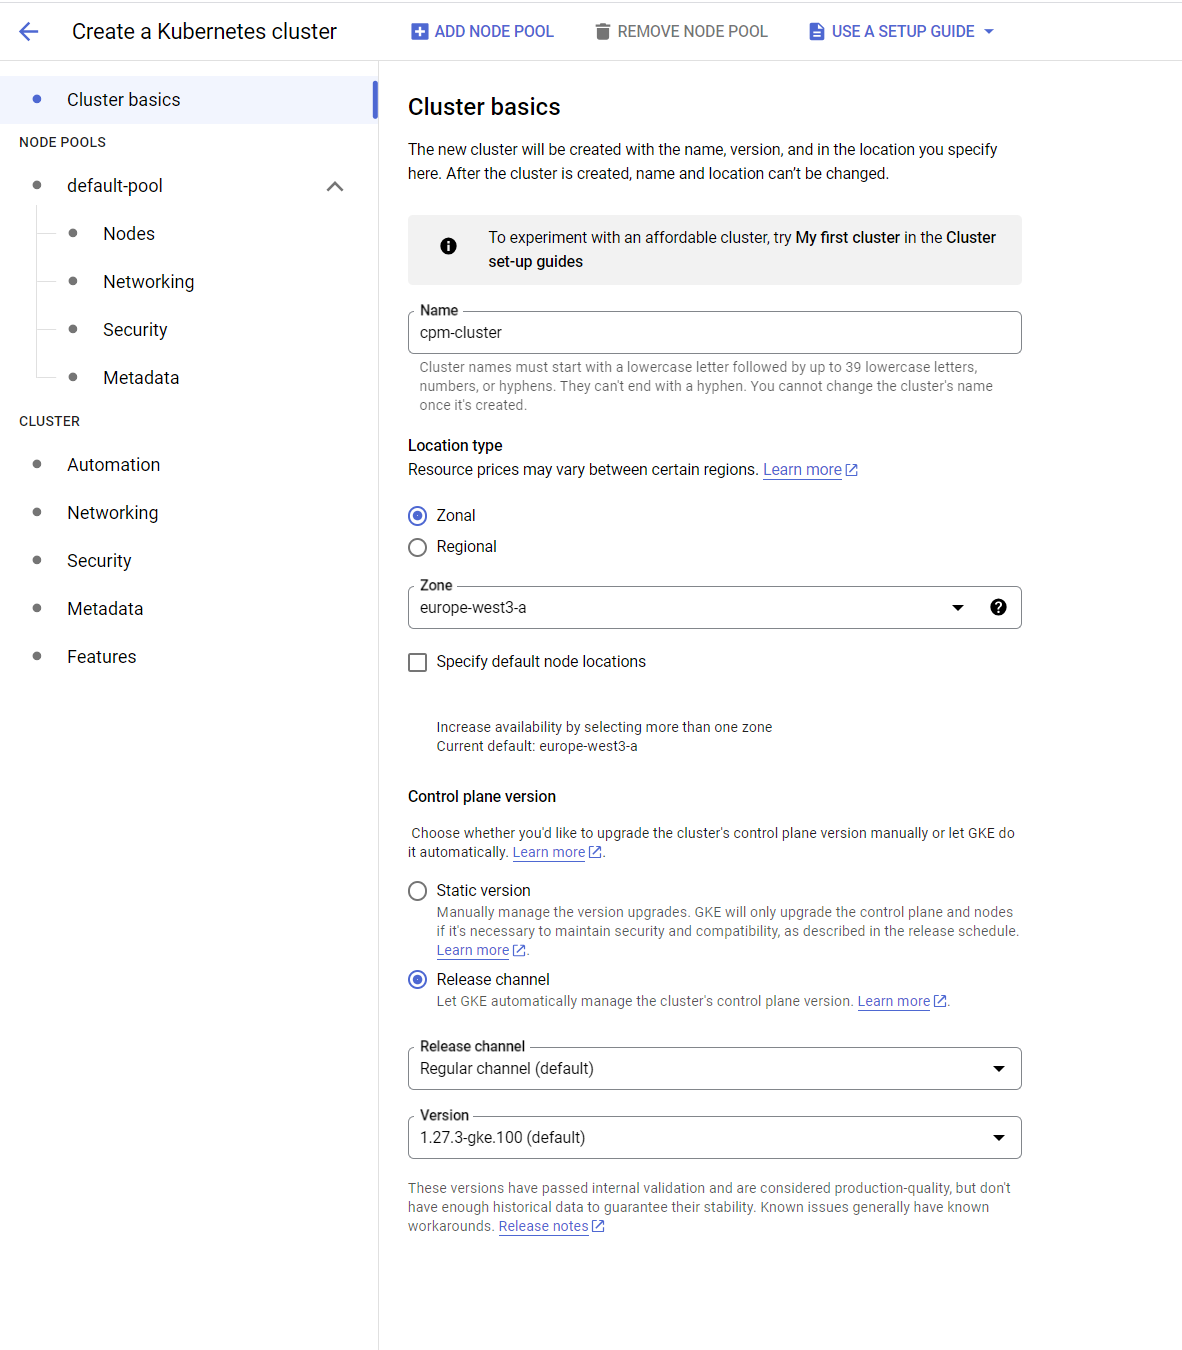 Create a Kubernetes cluster
ADD NODE POOL
REMOVE NODE POOL
USE A SETUP GUIDE
Cluster basics
NODE POOLS
default-pool
Nodes
Networking
Security
Metadata
CLUSTER
Automation
Networking
Security
Metadata
Features
Cluster basics
The new cluster will be created with the name, version, and in the location you specify
here. After the cluster is created, name and location can't be changed.
To experiment with an affordable cluster, try My first cluster in the Cluster
set-up guides
Name
cpm-cluster
Cluster names must start with a lowercase letter followed by up to 39 lowercase letters,
numbers, or hyphens. They can't end with a hyphen. You cannot change the cluster's name
once it's created.
Location type
Resource prices may vary between certain regions. Learn more
Zonal
Regional
Zone
europe-west3-a
Specify default node locations
Increase availability by selecting more than one zone
Current default: europe-west3-a
Control plane version
Choose whether you'd like to upgrade the cluster's control plane version manually or let GKE do
it automatically. Learn more.
Static version
Manually manage the version upgrades. GKE will only upgrade the control plane and nodes
if it's necessary to maintain security and compatibility, as described in the release schedule.
Learn more.
Release channel
Let GKE automatically manage the cluster's control plane version. Learn more.
Release channel
Regular channel (default)
Version
1.27.3-gke.100 (default)
These versions have passed internal validation and are considered production-quality, but don't
have enough historical data to guarantee their stability. Known issues generally have known
workarounds. Release notes